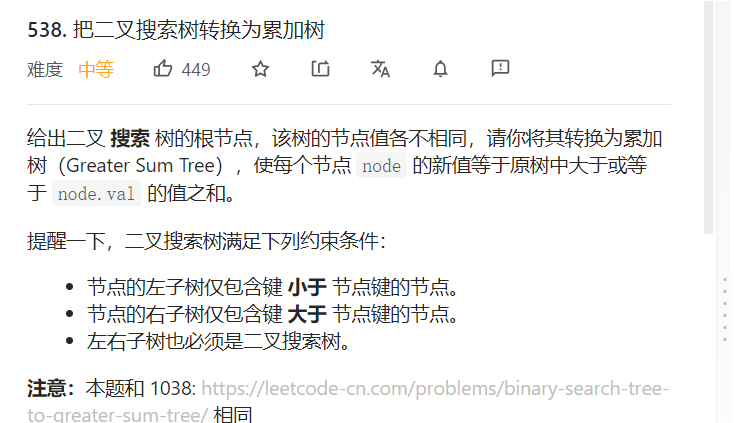 538. 把二叉搜索树转换为累加树
难度 中等 449
给出二叉 搜索 树的根节点，该树的节点值各不相同，请你将其转换为累加
树（Greater Sum Tree），使每个节点 node 的新值等于原树中大于或等
于 node.val 的值之和。
提醒一下，二叉搜索树满足下列约束条件：
• 节点的左子树仅包含键 小于 节点键的节点。
• 节点的右子树仅包含键 大于 节点键的节点。
• 左右子树也必须是二叉搜索树。
注意：本题和 1038: https://leetcode-cn.com/problems/binary-search-tree-
to-greater-sum-tree/ 相同